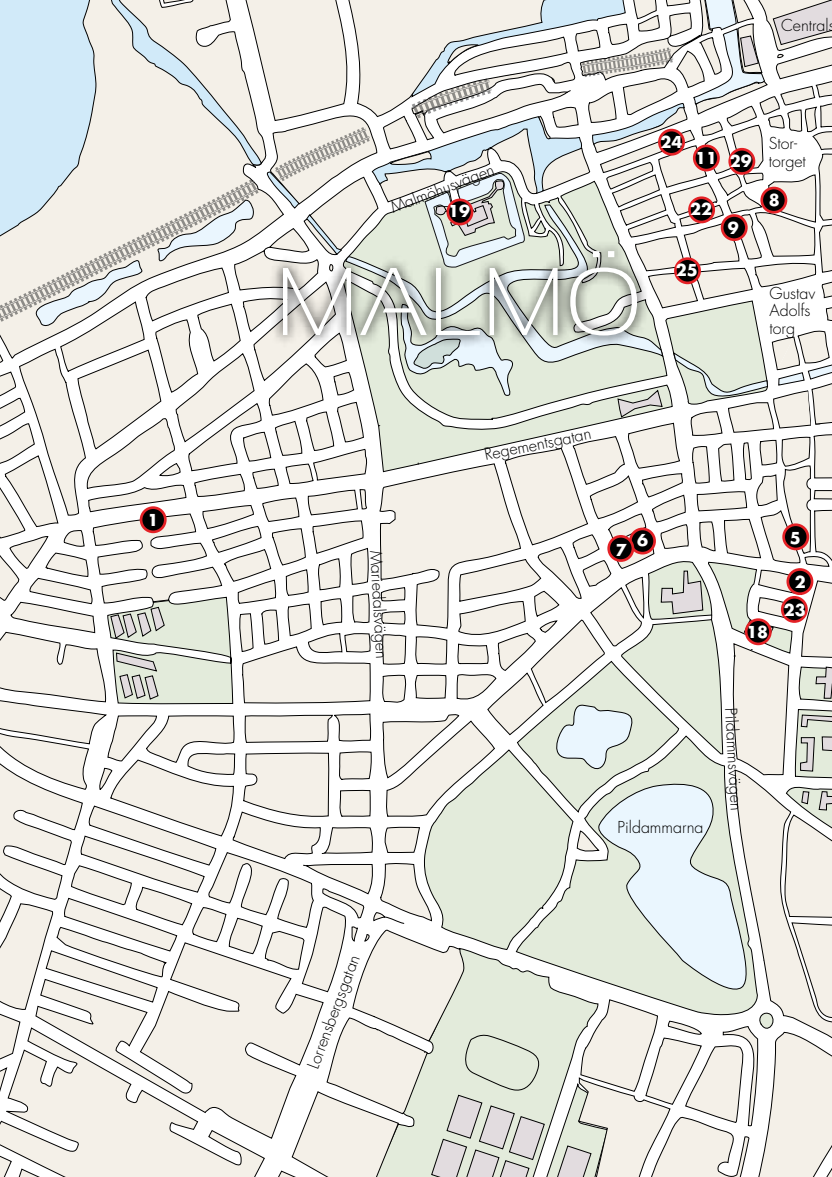 Centrals
24
11
29
Stor-
torget
Malmöhusvägen
19
22
8
9
25
MALMÖ
Gustav
Adolfs
torg
Regementsgatan
1
7
6
5
2
23
18
Mariedalsvägen
Pildammsvägen
Pildammarna
Lorrensbergsgatan